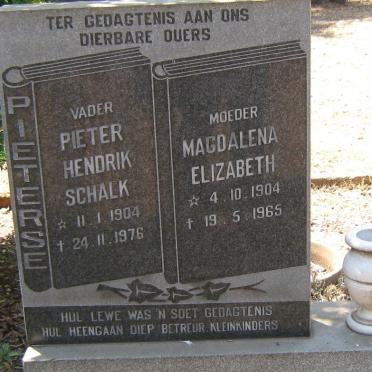 TER GEDAGTENIS AAN ONS
DIERBARE OUERS
PIETERSE
VADER
PIETER
HENDRIK
SCHALK
☆ 11.1.1904
† 24.11.1976
MOEDER
MAGDALENA
ELIZABETH
☆ 4.10.1904
† 19.5.1965
HUL LEWE WAS 'N SOET GEDAGTENIS
HUL HEENGAAN DIEP BETREUR. KLEINKINDERS